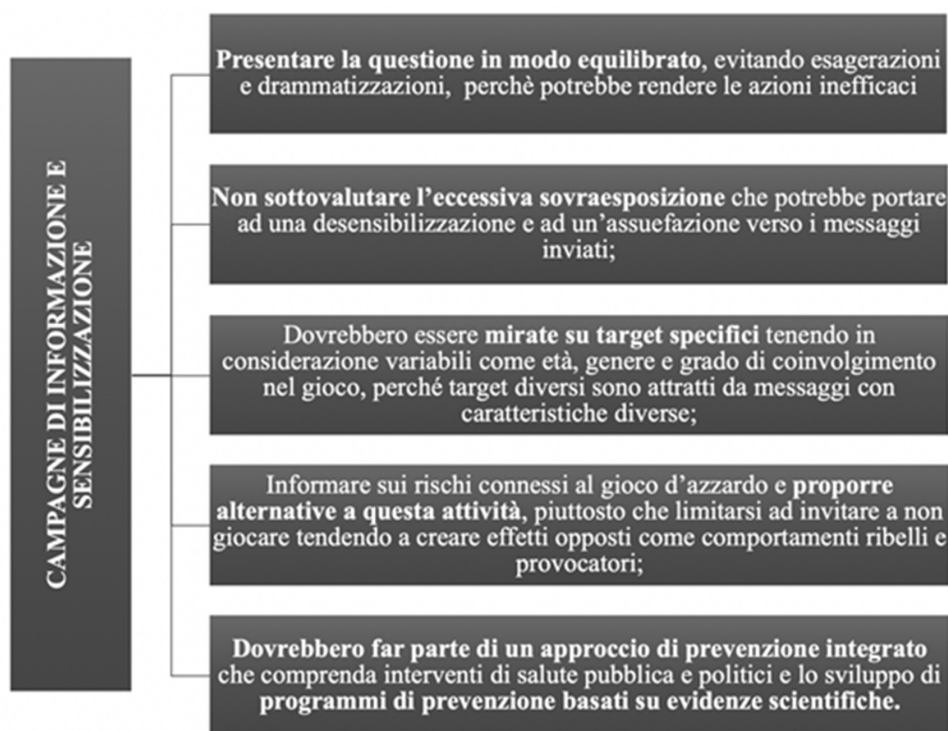 CAMPAGNE DI INFORMAZIONE E
SENSIBILIZZAZIONE
Presentare la questione in modo equilibrato, evitando esagerazioni
e drammatizzazioni, perchè potrebbe rendere le azioni inefficaci
Non sottovalutare l'eccessiva sovraesposizione che potrebbe portare
ad una desensibilizzazione e ad un'assuefazione verso i messaggi
inviati;
Dovrebbero essere mirate su target specifici tenendo in
considerazione variabili come età, genere e grado di coinvolgimento
nel gioco, perché target diversi sono attratti da messaggi con
caratteristiche diverse;
Informare sui rischi connessi al gioco d'azzardo e proporre
alternative a questa attività, piuttosto che limitarsi ad invitare a non
giocare tendendo a creare effetti opposti come comportamenti ribelli e
provocatori;
Dovrebbero far parte di un approccio di prevenzione integrato
che comprenda interventi di salute pubblica e politici e lo sviluppo di
programmi di prevenzione basati su evidenze scientifiche.